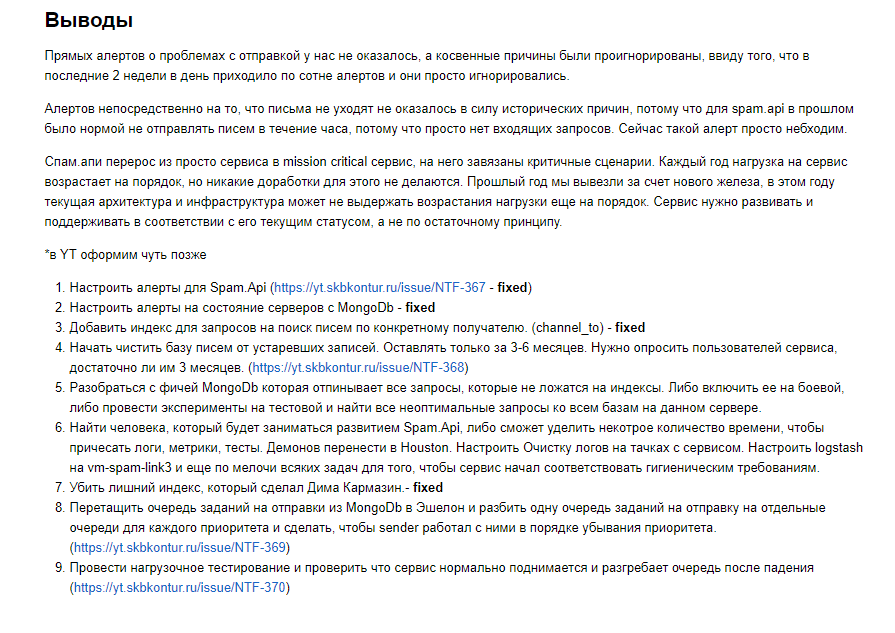 Выводы
Прямых алертов о проблемах с отправкой у нас не оказалось, а косвенные причины были проигнорированы, ввиду того, что в
последние 2 недели в день приходило по сотне алертов и они просто игнорировались.
Алертов непосредственно на то, что письма не уходят не оказалось в силу исторических причин, потому что для spam.api в прошлом
было нормой не отправлять писем в течение часа, потому что просто нет входящих запросов. Сейчас такой алерт просто небходим.
Спам.апи перерос из просто сервиса в mission critical сервис, на него завязаны критичные сценарии. Каждый год нагрузка на сервис
возрастает на порядок, но никакие доработки для этого не делаются. Прошлый год мы вывезли за счет нового железа, в этом году
текущая архитектура и инфраструктура может не выдержать возрастания нагрузки еще на порядок. Сервис нужно развивать и
поддерживать в соответствии с его текущим статусом, а не по остаточному принципу.
*в YT оформим чуть позже
1. Настроить алерты для Spam.Api (https://yt.skbkontur.ru/issue/NTF-367 - fixed)
2. Настроить алерты на состояние серверов с MongoDb - fixed
3. Добавить индекс для запросов на поиск писем по конкретному получателю. (channel_to) - fixed
4. Начать чистить базу писем от устаревших записей. Оставлять только за 3-6 месяцев. Нужно опросить пользователей сервиса,
достаточно ли им 3 месяцев. (https://yt.skbkontur.ru/issue/NTF-368)
5. Разобраться с фичей MongoDb которая отпинывает все запросы, которые не ложатся на индексы. Либо включить ее на боевой,
либо провести эксперименты на тестовой и найти все неоптимальные запросы ко всем базам на данном сервере.
6. Найти человека, который будет заниматься развитием Spam.Api, либо сможет уделить некотрое количество времени, чтобы
причесать логи, метрики, тесты. Демонов перенести в Houston. Настроить Очистку логов на тачках с сервисом. Настроить logstash
на vm-spam-link3 и еще по мелочи всяких задач для того, чтобы сервис начал соответствовать гигиеническим требованиям.
7. Убить лишний индекс, который сделал Дима Кармазин.- fixed
8. Перетащить очередь заданий на отправки из MongoDb в Эшелон и разбить одну очередь заданий на отправку на отдельные
очереди для каждого приоритета и сделать, чтобы sender работал с ними в порядке убывания приоритета.
(https://yt.skbkontur.ru/issue/NTF-369)
9. Провести нагрузочное тестирование и проверить что сервис нормально поднимается и разгребает очередь после падения
(https://yt.skbkontur.ru/issue/NTF-370)